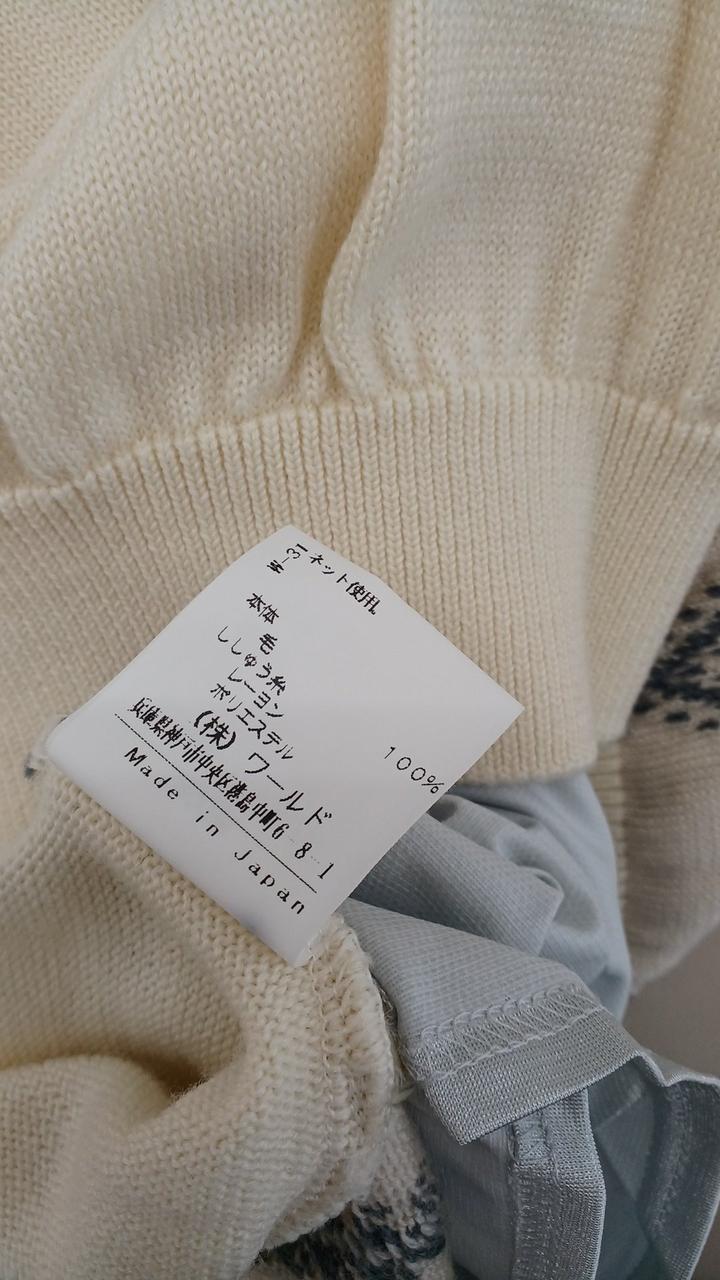 W-31
ネット使用
本体
毛 100%
ししゅう糸
レーヨン
ポリエステル
(株)ワールド
兵庫県神戸市中央区港島中町6-8-1
Made in Japan